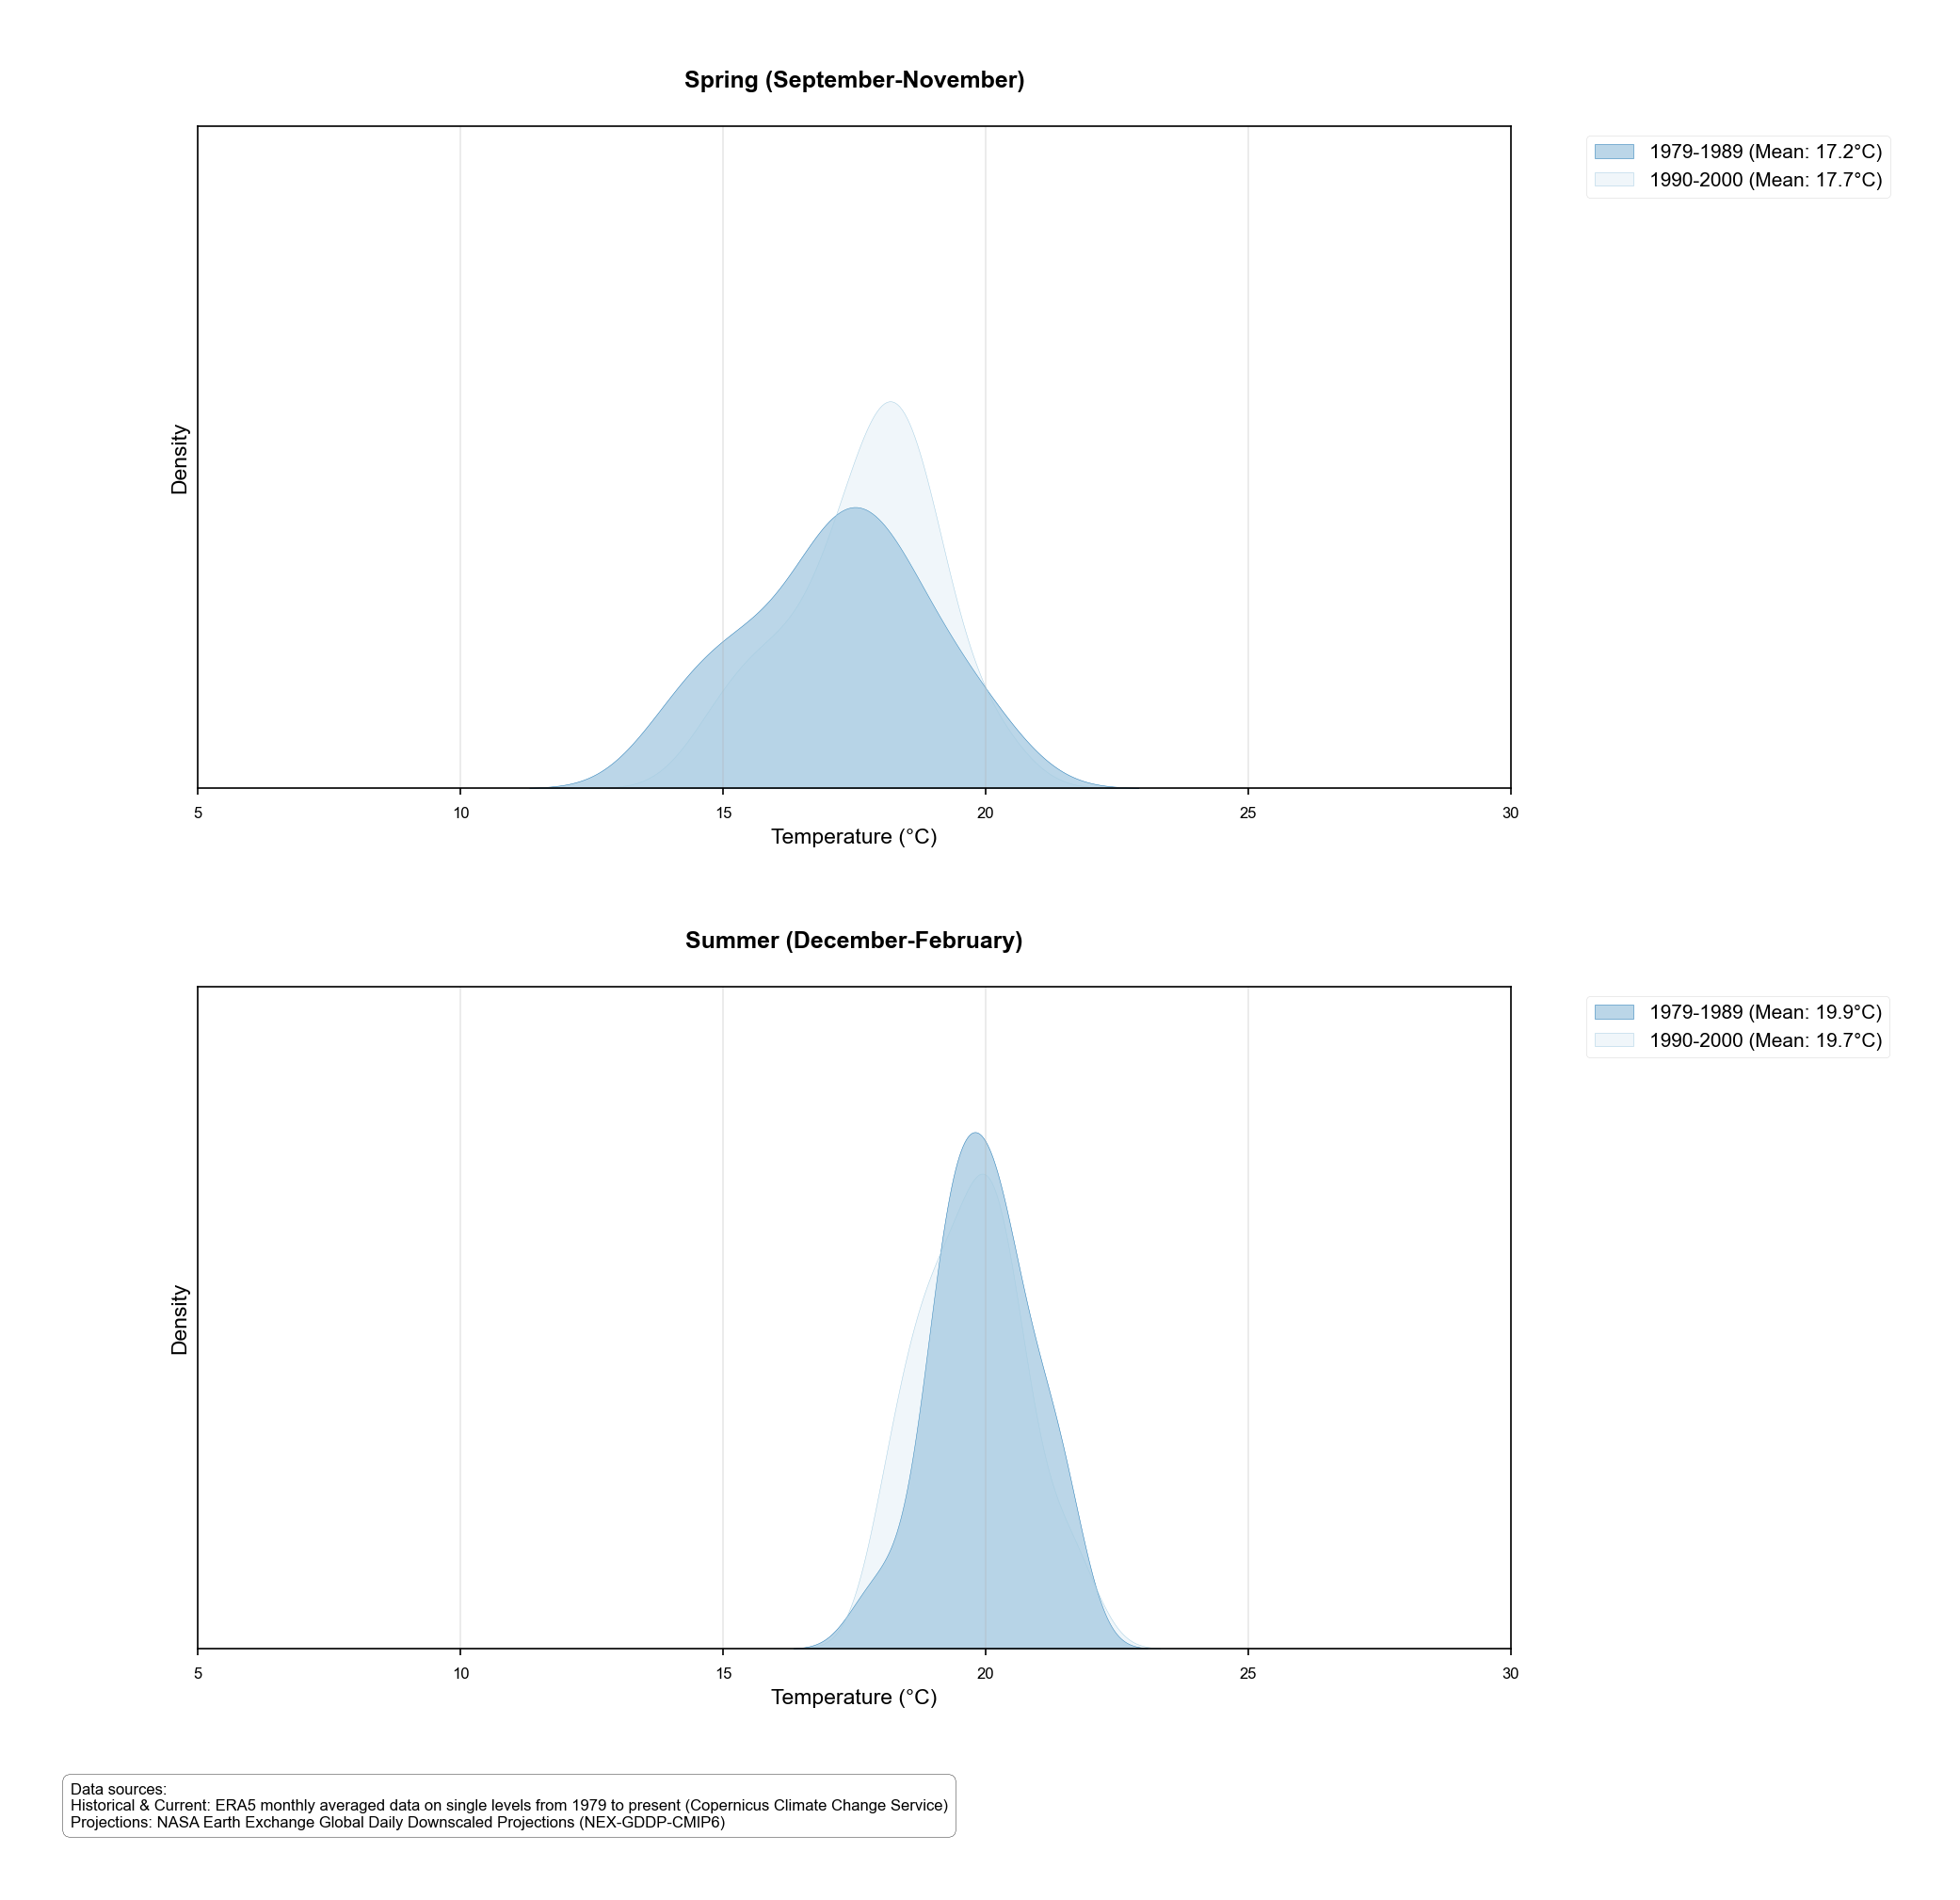 Spring (September-November)
1979-1989 (Mean: 17.2°C)
1990-2000 (Mean: 17.7°C)
Density
5 10 15 20 25 30
Temperature (°C)
Summer (December-February)
1979-1989 (Mean: 19.9°C)
1990-2000 (Mean: 19.7°C)
Density
5 10 15 20 25 30
Temperature (°C)
Data sources:
Historical & Current: ERA5 monthly averaged data on single levels from 1979 to present (Copernicus Climate Change Service)
Projections: NASA Earth Exchange Global Daily Downscaled Projections (NEX-GDDP-CMIP6)